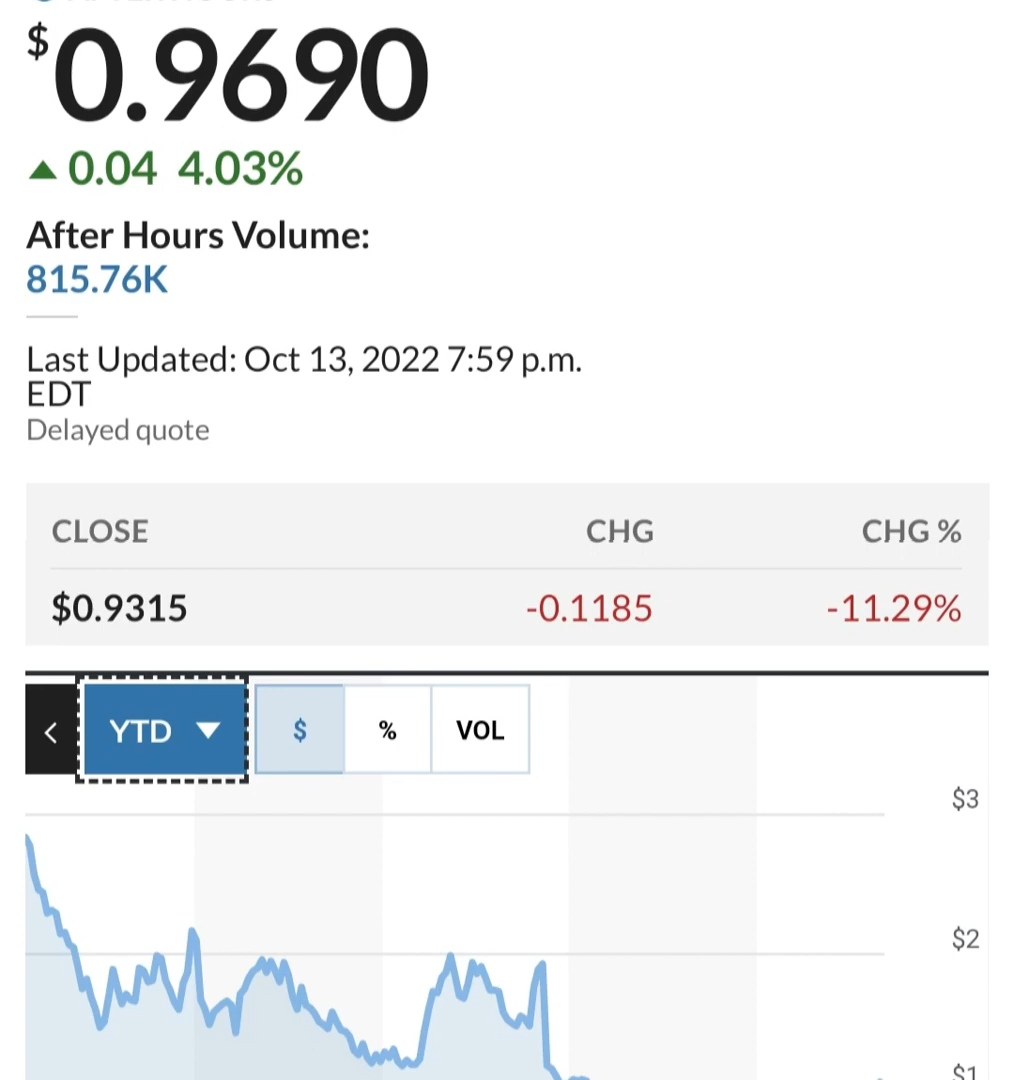 $0.9690
▲ 0.04 4.03%
After Hours Volume:
815.76K
Last Updated: Oct 13, 2022 7:59 p.m.
EDT
Delayed quote
CLOSE CHG CHG %
$0.9315 -0.1185 -11.29%
< YTD ▼ $ % VOL
$3
$2
$1